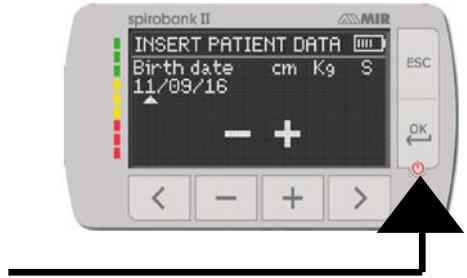 spirobank II MIR
INSERT PATIENT DATA
Birth date cm Kg S
11/09/16
− +
ESC
OK
< − + >